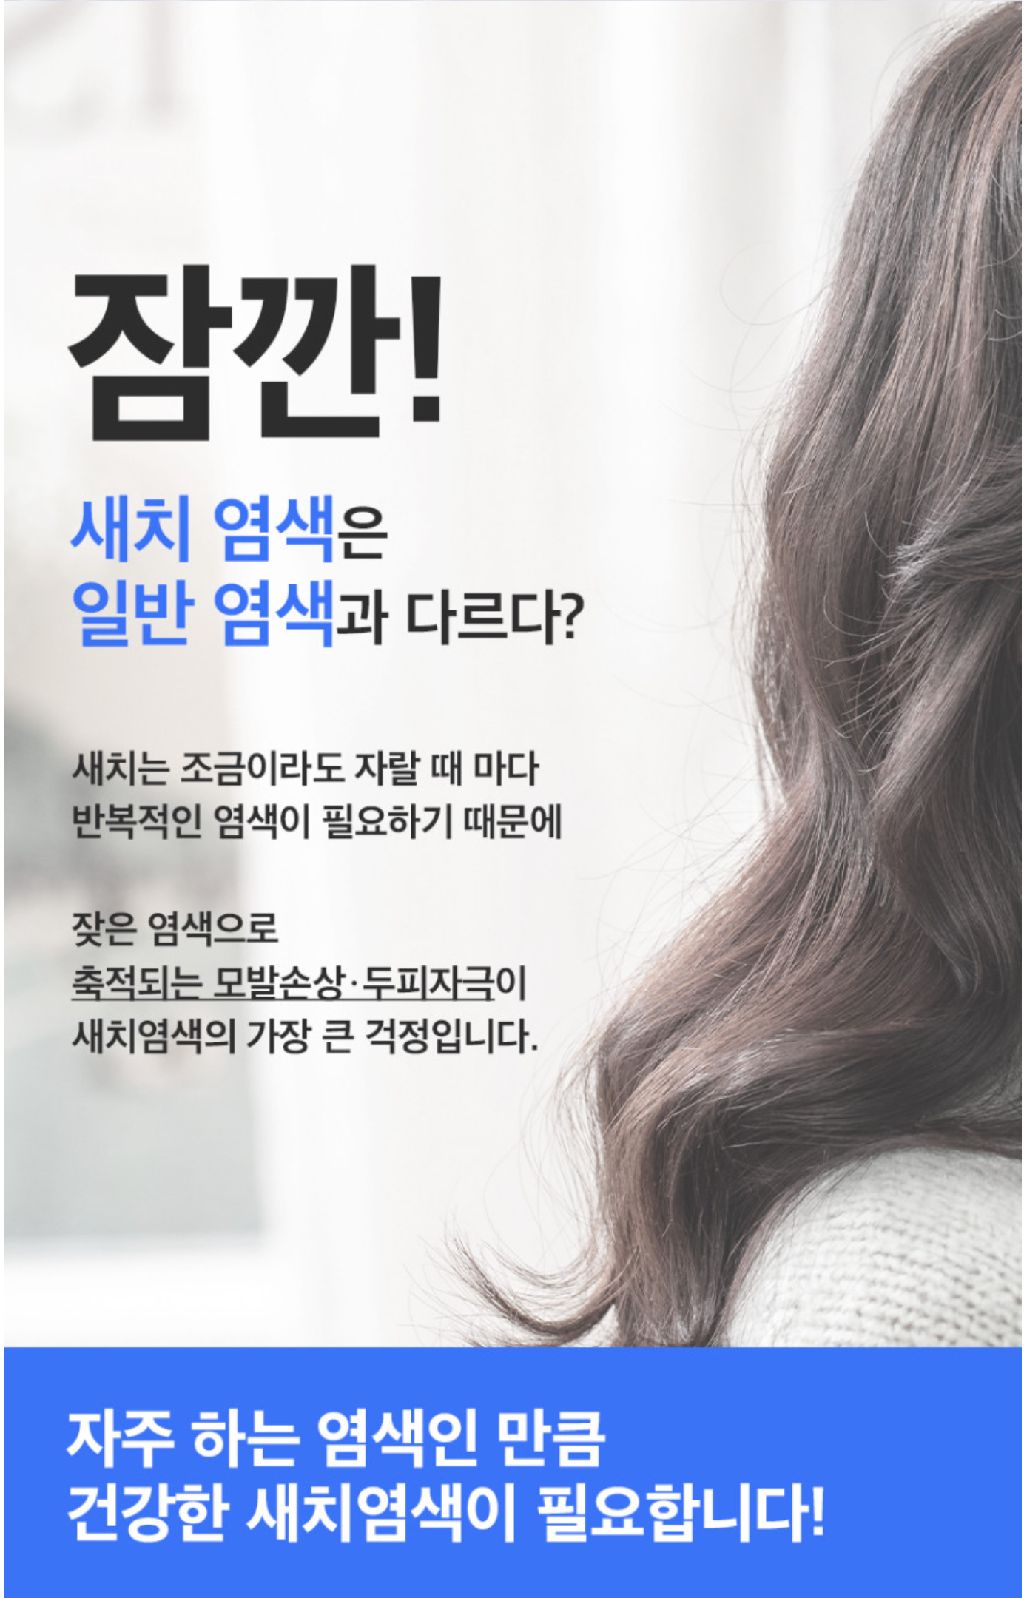 잠깐!
새치 염색은
일반 염색과 다르다?
새치는 조금이라도 자랄 때 마다
반복적인 염색이 필요하기 때문에
잦은 염색으로
축적되는 모발손상·두피자극이
새치염색의 가장 큰 걱정입니다.
자주 하는 염색인 만큼
건강한 새치염색이 필요합니다!